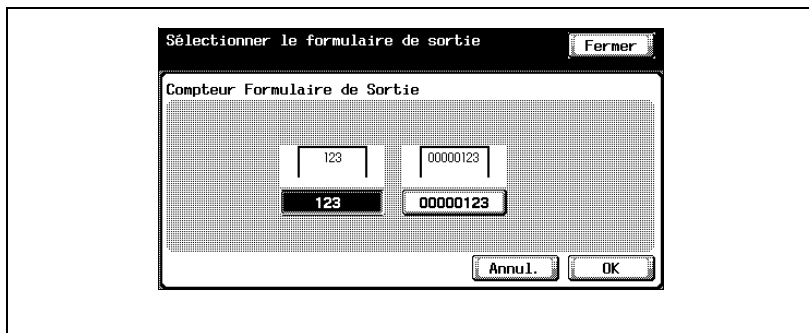 Sélectionner le formulaire de sortie Fermer
Compteur Formulaire de Sortie
123 00000123
123 00000123
Annul. OK